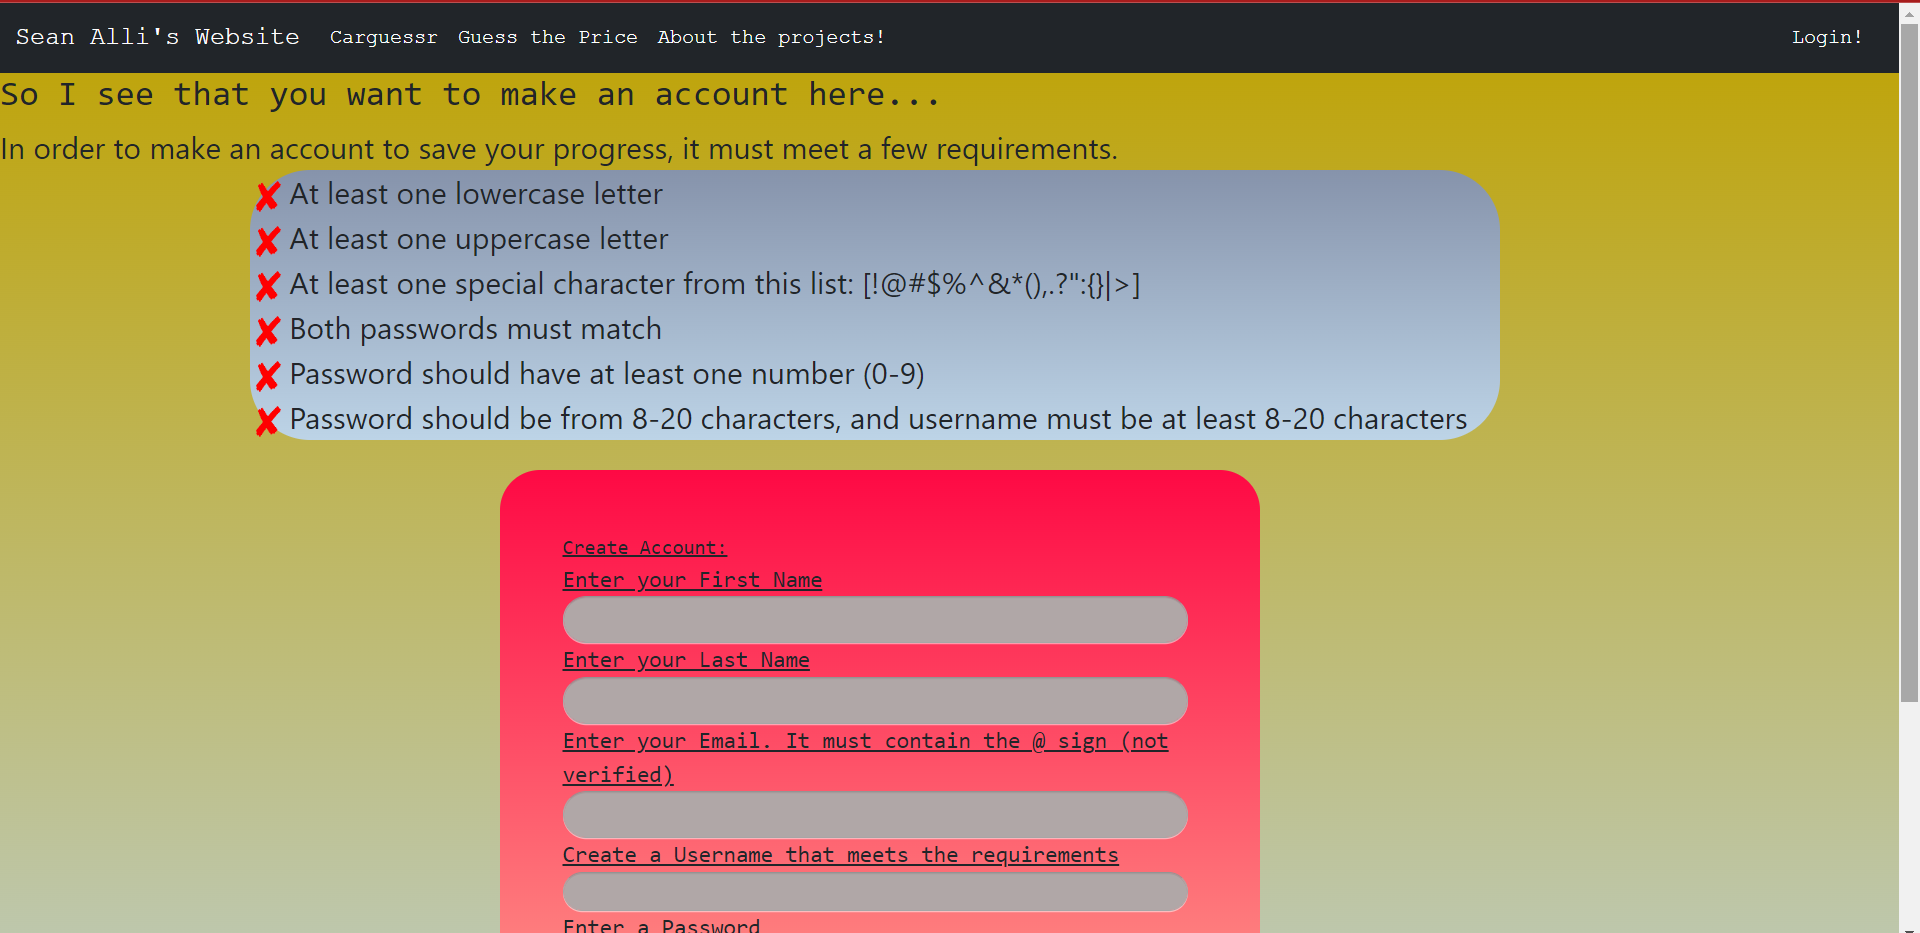 Sean Alli's Website Carguessr Guess the Price About the projects! Login!
So I see that you want to make an account here...
In order to make an account to save your progress, it must meet a few requirements.
✘ At least one lowercase letter
✘ At least one uppercase letter
✘ At least one special character from this list: [!@#$%^&*(),.?":{}|>]
✘ Both passwords must match
✘ Password should have at least one number (0-9)
✘ Password should be from 8-20 characters, and username must be at least 8-20 characters
Create Account:
Enter your First Name
Enter your Last Name
Enter your Email. It must contain the @ sign (not
verified)
Create a Username that meets the requirements
Enter a Password